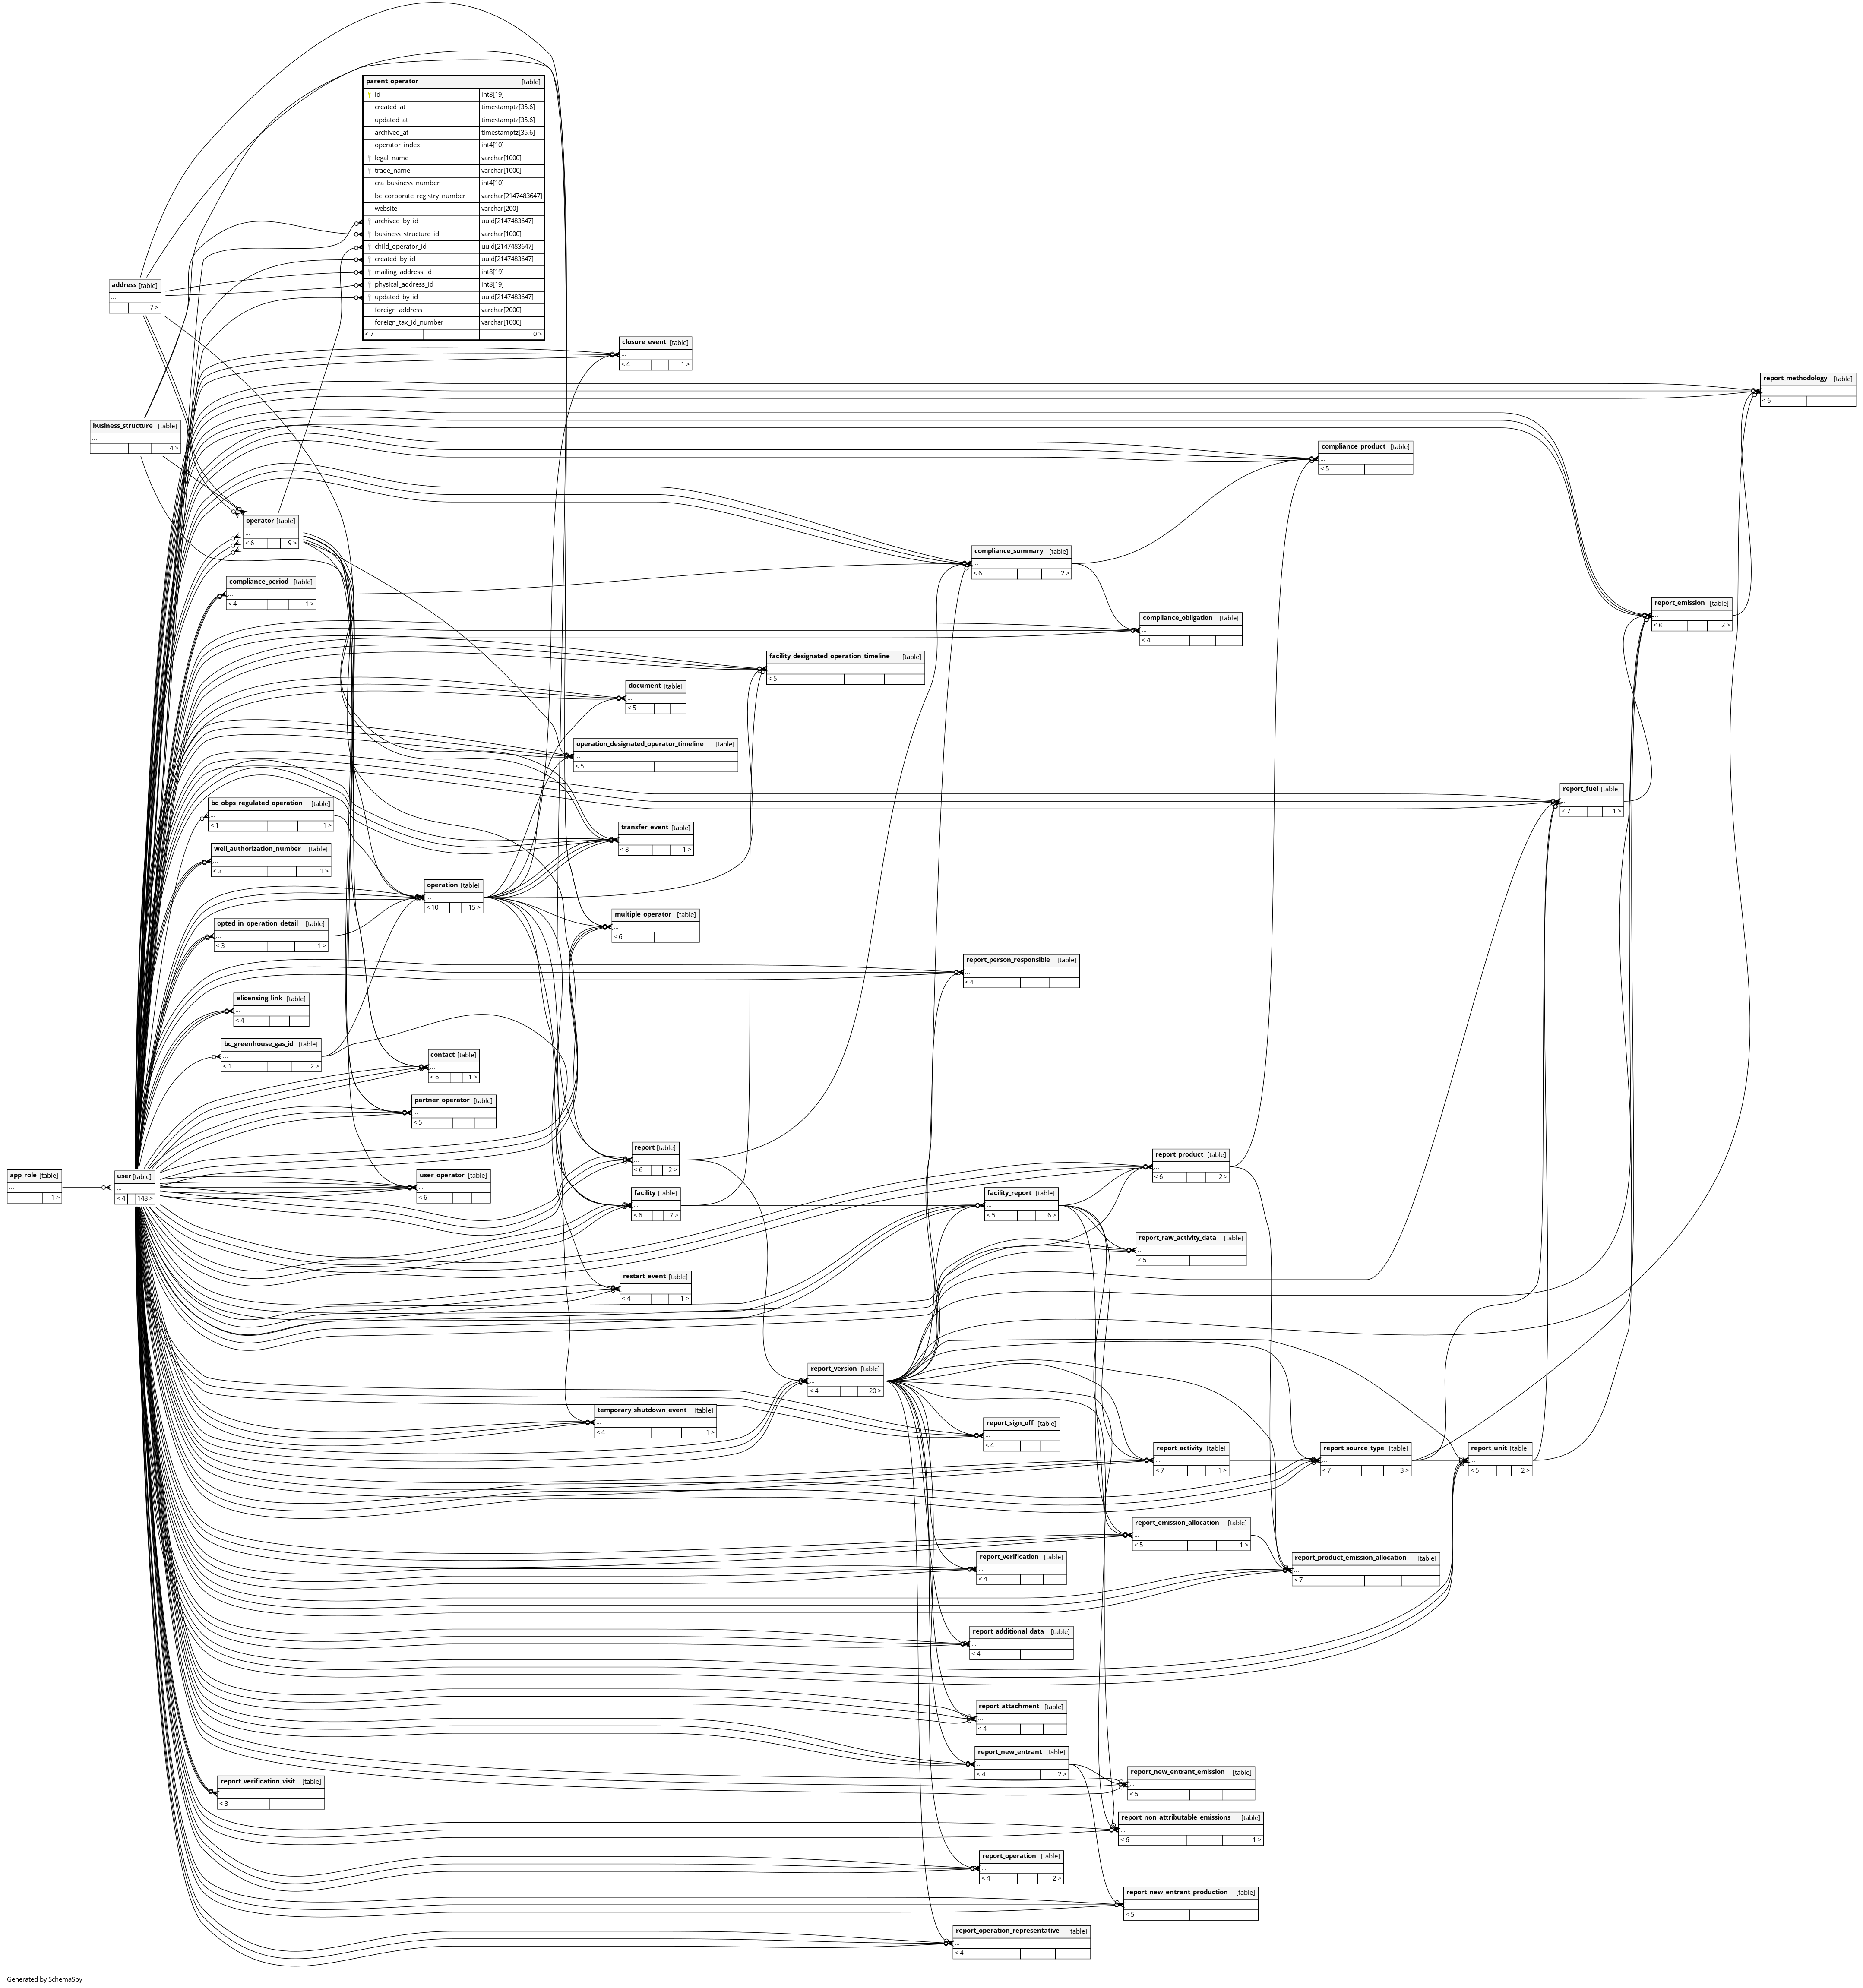 parent_operator [table]
id int8[19]
created_at timestamptz[35,6]
updated_at timestamptz[35,6]
archived_at timestamptz[35,6]
operator_index int4[10]
legal_name varchar[1000]
trade_name varchar[1000]
cra_business_number int4[10]
bc_corporate_registry_number varchar[2147483647]
website varchar[200]
archived_by_id uuid[2147483647]
business_structure_id varchar[1000]
child_operator_id uuid[2147483647]
created_by_id uuid[2147483647]
mailing_address_id int8[19]
physical_address_id int8[19]
updated_by_id uuid[2147483647]
foreign_address varchar[2000]
foreign_tax_id_number varchar[1000]
< 7 0 >
address [table]
...
7 >
closure_event [table]
...
< 4 1 >
report_methodology [table]
...
< 6
business_structure [table]
...
4 >
compliance_product [table]
...
< 5
operator [table]
...
< 6 9 >
compliance_summary [table]
...
< 6 2 >
compliance_period [table]
...
< 4 1 >
report_emission [table]
...
< 8 2 >
compliance_obligation [table]
...
< 4
facility_designated_operation_timeline [table]
...
< 5
document [table]
...
< 5
operation_designated_operator_timeline [table]
...
< 5
report_fuel [table]
...
< 7 1 >
bc_obps_regulated_operation [table]
...
< 1 1 >
transfer_event [table]
...
< 8 1 >
well_authorization_number [table]
...
< 3 1 >
operation [table]
...
< 10 15 >
multiple_operator [table]
...
< 6
opted_in_operation_detail [table]
...
< 3 1 >
report_person_responsible [table]
...
< 4
elicensing_link [table]
...
< 4
bc_greenhouse_gas_id [table]
...
< 1 2 >
contact [table]
...
< 6 1 >
partner_operator [table]
...
< 5
report [table]
...
< 6 2 >
report_product [table]
...
< 6 2 >
app_role [table]
...
1 >
user [table]
...
< 4 148 >
user_operator [table]
...
< 6
facility [table]
...
< 6 7 >
facility_report [table]
...
< 5 6 >
report_raw_activity_data [table]
...
< 5
restart_event [table]
...
< 4 1 >
report_version [table]
...
< 4 20 >
temporary_shutdown_event [table]
...
< 4 1 >
report_sign_off [table]
...
< 4
report_activity [table]
...
< 7 1 >
report_source_type [table]
...
< 7 3 >
report_unit [table]
...
< 5 2 >
report_emission_allocation [table]
...
< 5 1 >
report_verification [table]
...
< 4
report_product_emission_allocation [table]
...
< 7
report_additional_data [table]
...
< 4
report_attachment [table]
...
< 4
report_new_entrant [table]
...
< 4 2 >
report_new_entrant_emission [table]
...
< 5
report_verification_visit [table]
...
< 3
report_non_attributable_emissions [table]
...
< 6 1 >
report_operation [table]
...
< 4 2 >
report_new_entrant_production [table]
...
< 5
report_operation_representative [table]
...
< 4
Generated by SchemaSpy